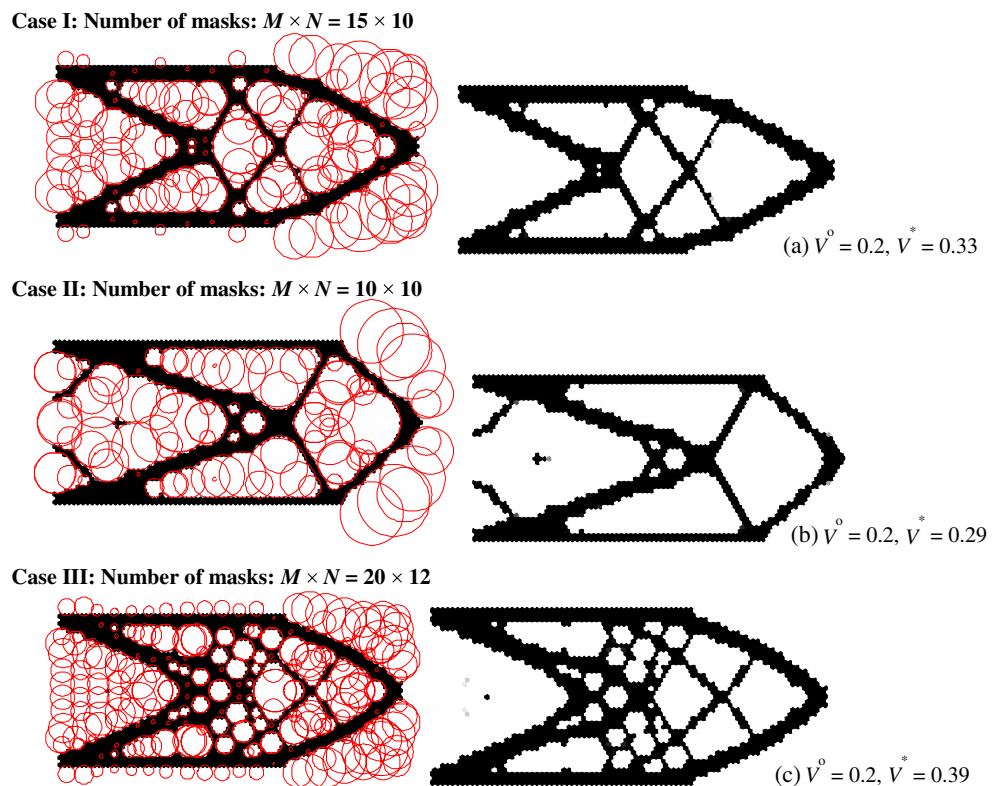 Case I: Number of masks: M × N = 15 × 10
(a) V° = 0.2, V* = 0.33
Case II: Number of masks: M × N = 10 × 10
(b) V° = 0.2, V* = 0.29
Case III: Number of masks: M × N = 20 × 12
(c) V° = 0.2, V* = 0.39